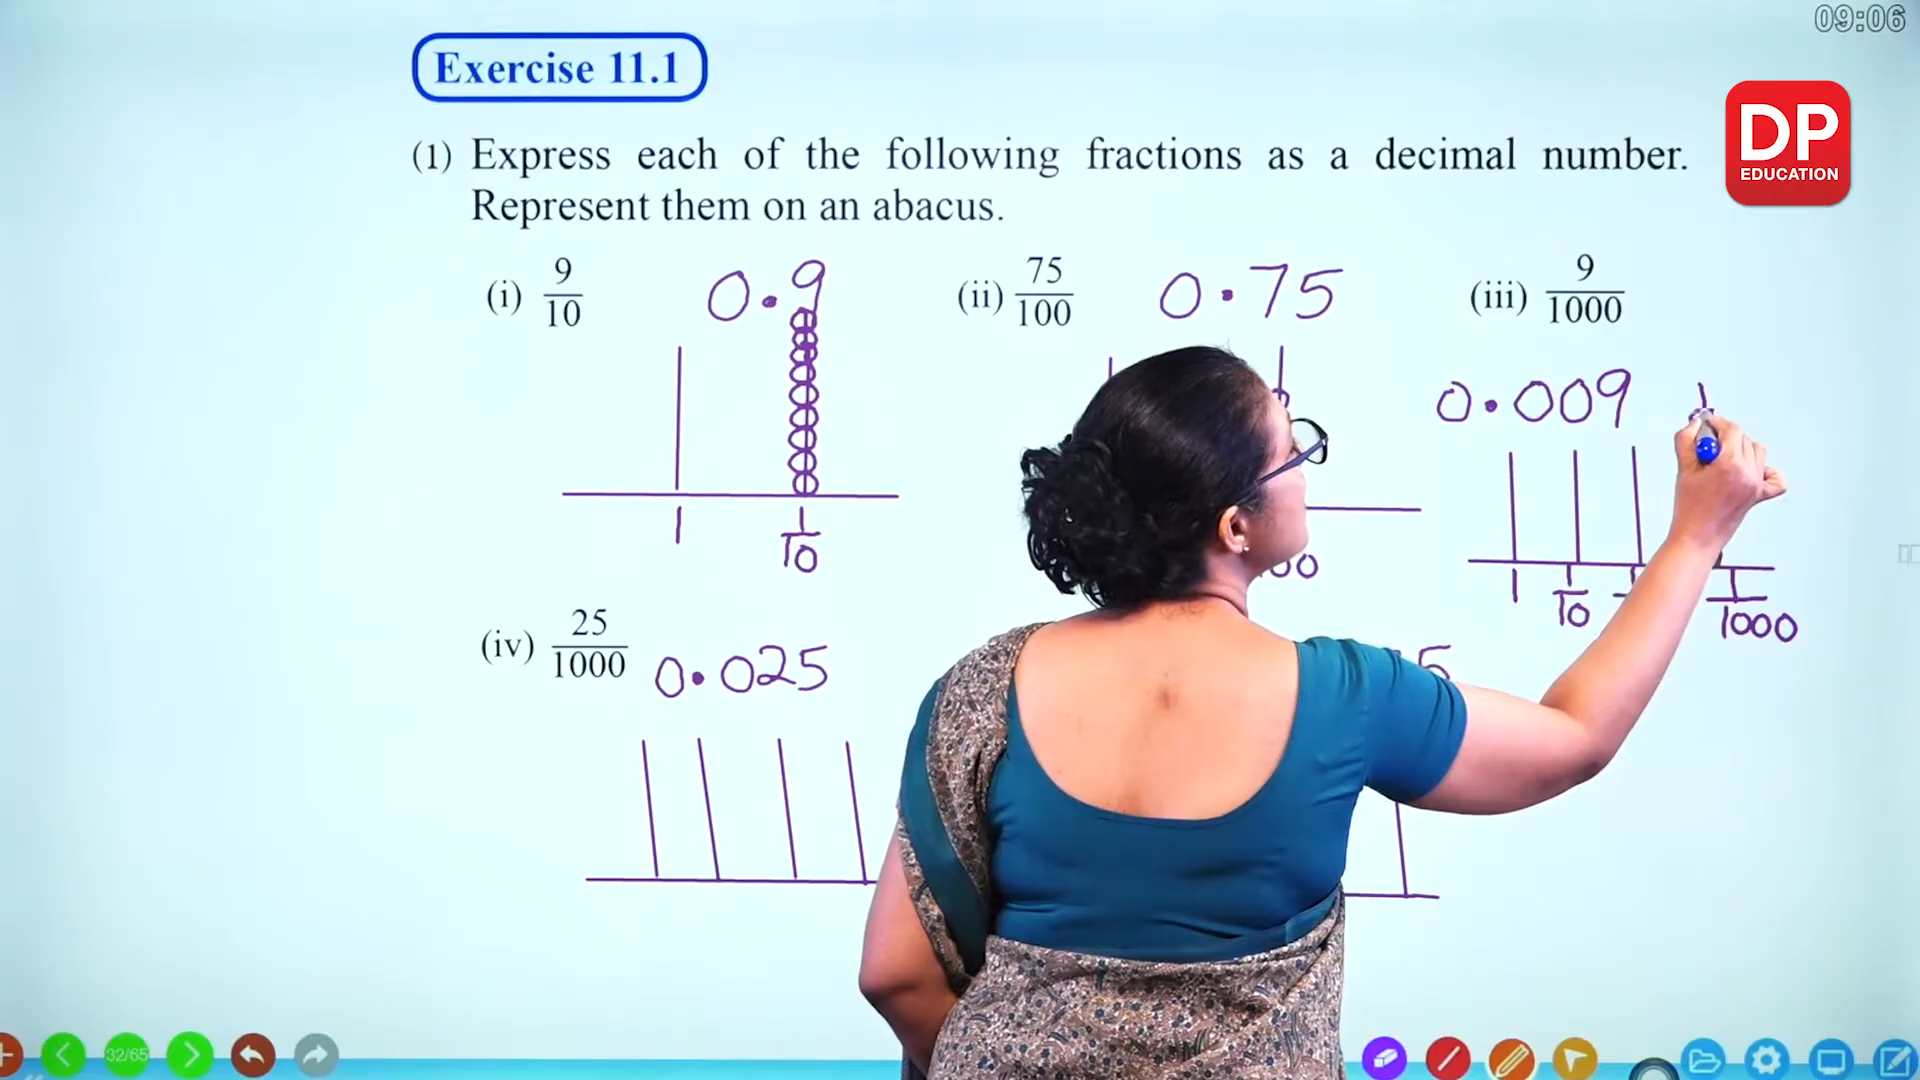 09:06
Exercise 11.1
DP
EDUCATION
(1) Express each of the following fractions as a decimal number.
Represent them on an abacus.
(i) 9/10 0.9
(ii) 75/100 0.75
(iii) 9/1000
0.009
1 1/10
00
1 1/10 1/1000
(iv) 25/1000 0.025
5
32/65